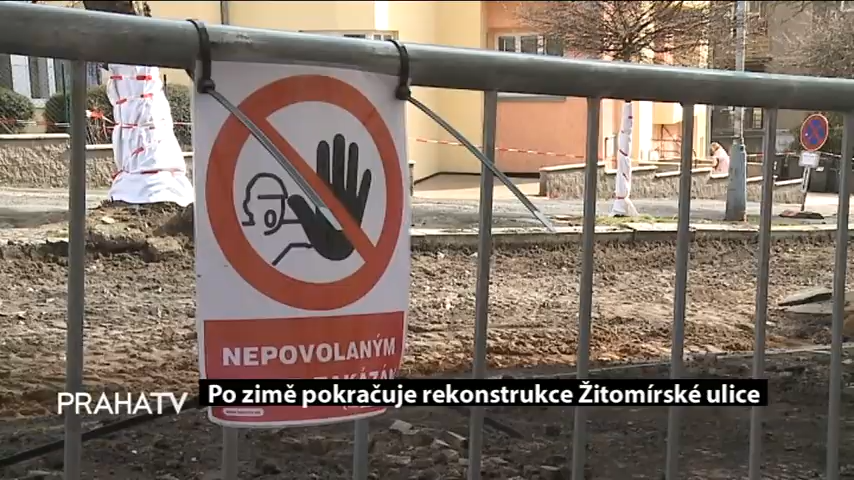 NEPOVOLANÝM
PRAHATV
Po zimě pokračuje rekonstrukce Žitomírské ulice